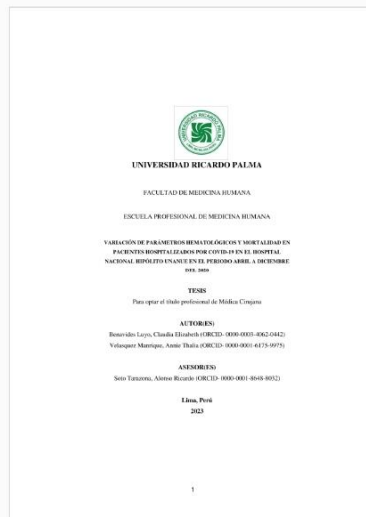 UNIVERSIDAD RICARDO PALMA
UNIVERSIDAD RICARDO PALMA
FACULTAD DE MEDICINA HUMANA
ESCUELA PROFESIONAL DE MEDICINA HUMANA
VARIACIÓN DE PARÁMETROS HEMATOLÓGICOS Y MORTALIDAD EN
PACIENTES HOSPITALIZADOS POR COVID-19 EN EL HOSPITAL
NACIONAL HIPÓLITO UNANUE EN EL PERIODO ABRIL A DICIEMBRE
DEL 2020
TESIS
Para optar el título profesional de Médica Cirujana
AUTOR(ES)
Benavides Luyo, Claudia Elizabeth (ORCID: 0000-0003-4062-0442)
Velasquez Manrique, Annie Thalia (ORCID: 0000-0001-6175-9975)
ASESOR(ES)
Soto Tarazona, Alonso Ricardo (ORCID: 0000-0001-8648-8032)
Lima, Perú
2023
1